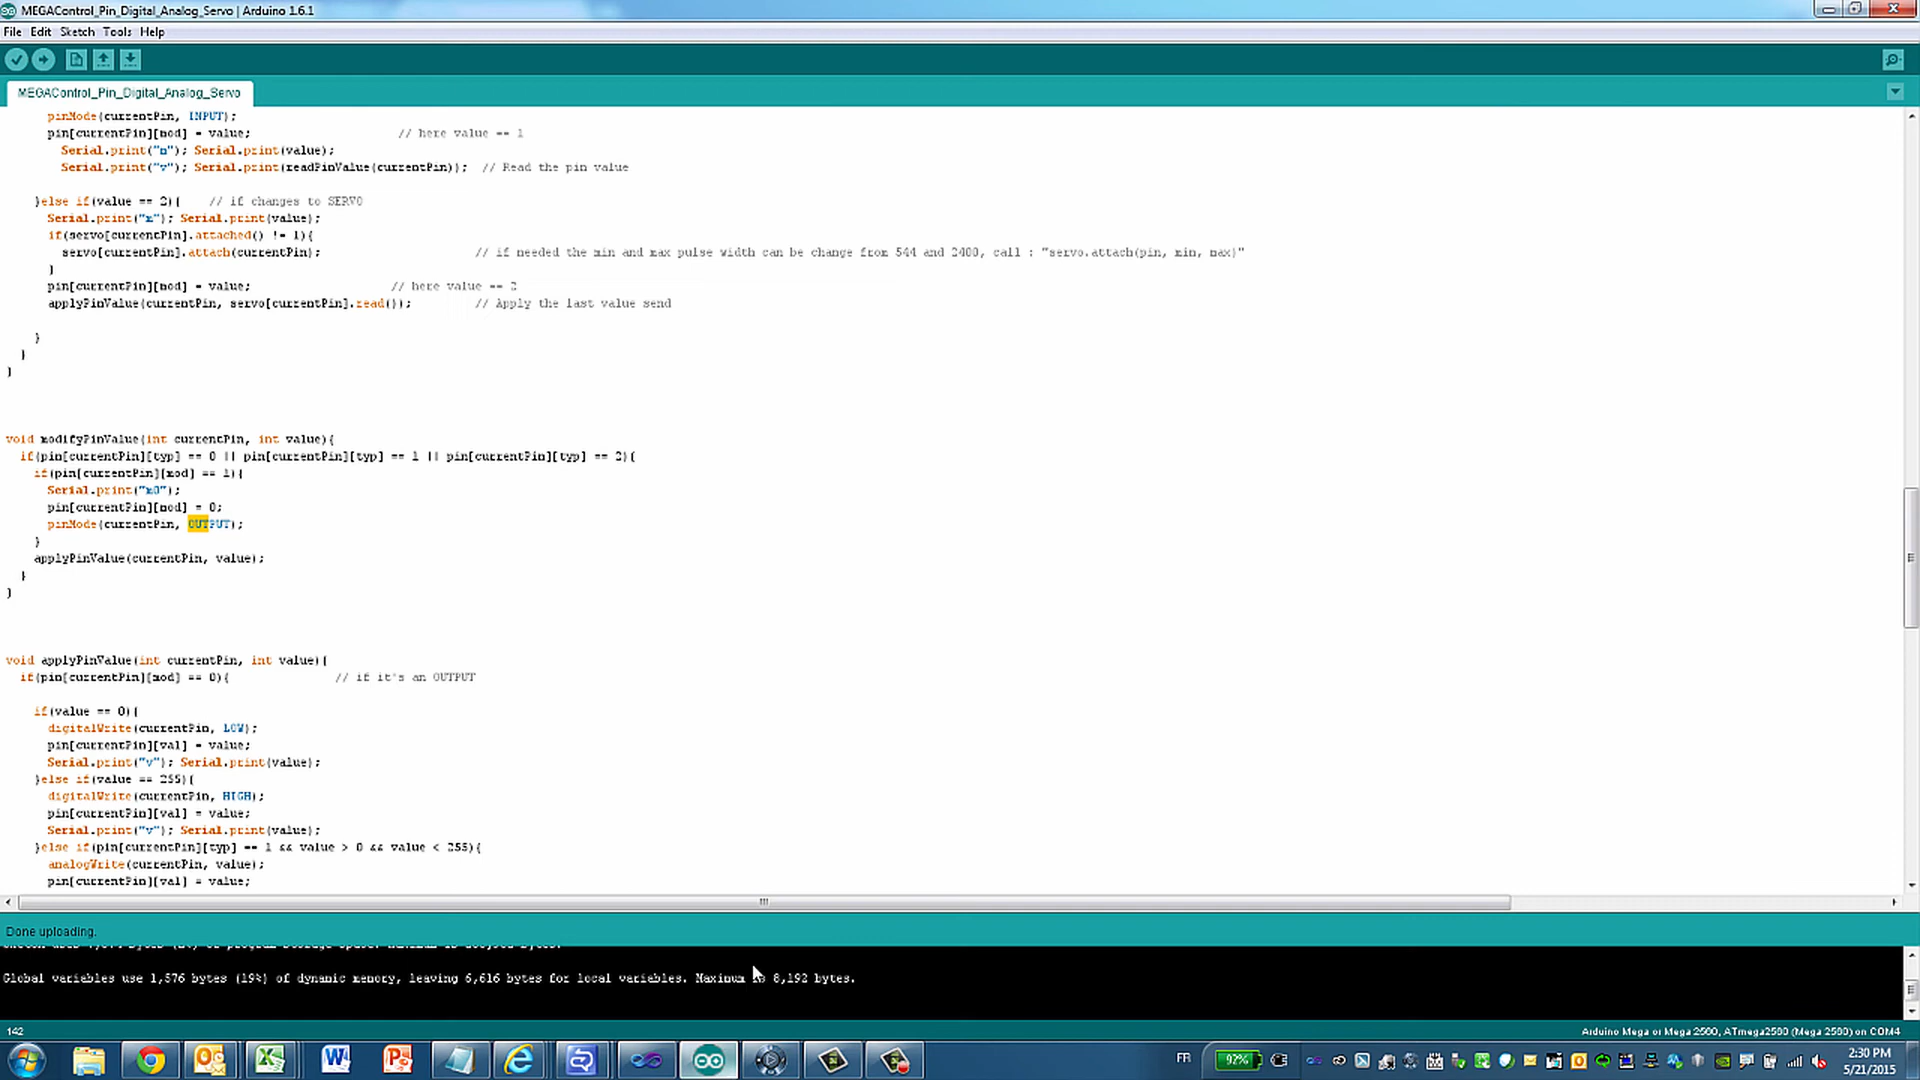 MEGAControl_Pin_Digital_Analog_Servo | Arduino 1.6.1
File Edit Sketch Tools Help
MEGAControl_Pin_Digital_Analog_Servo
pinMode(currentPin, INPUT);
pin[currentPin][mod] = value; // here value == 1
Serial.print("m"); Serial.print(value);
Serial.print("v"); Serial.print(readPinValue(currentPin)); // Read the pin value
}else if(value == 2){ // if changes to SERVO
Serial.print("m"); Serial.print(value);
if(servo[currentPin].attached() != 1){
servo[currentPin].attach(currentPin); // if needed the min and max pulse width can be change from 544 and 2400, call : "servo.attach(pin, min, max)"
}
pin[currentPin][mod] = value; // here value == 2
applyPinValue(currentPin, servo[currentPin].read()); // Apply the last value send
}
}
}
void modifyPinValue(int currentPin, int value){
if(pin[currentPin][typ] == 0 || pin[currentPin][typ] == 1 || pin[currentPin][typ] == 2){
if(pin[currentPin][mod] == 1){
Serial.print("m0");
pin[currentPin][mod] = 0;
pinMode(currentPin, OUTPUT);
}
applyPinValue(currentPin, value);
}
}
void applyPinValue(int currentPin, int value){
if(pin[currentPin][mod] == 0){ // if it's an OUTPUT
if(value == 0){
digitalWrite(currentPin, LOW);
pin[currentPin][val] = value;
Serial.print("v"); Serial.print(value);
}else if(value == 255){
digitalWrite(currentPin, HIGH);
pin[currentPin][val] = value;
Serial.print("v"); Serial.print(value);
}else if(pin[currentPin][typ] == 1 && value > 0 && value < 255){
analogWrite(currentPin, value);
pin[currentPin][val] = value;
Done uploading.
Global variables use 1,576 bytes (19%) of dynamic memory, leaving 6,616 bytes for local variables. Maximum is 8,192 bytes.
142
Arduino Mega or Mega 2560, ATmega2560 (Mega 2560) on COM4
FR
92%
2:30 PM
5/21/2015